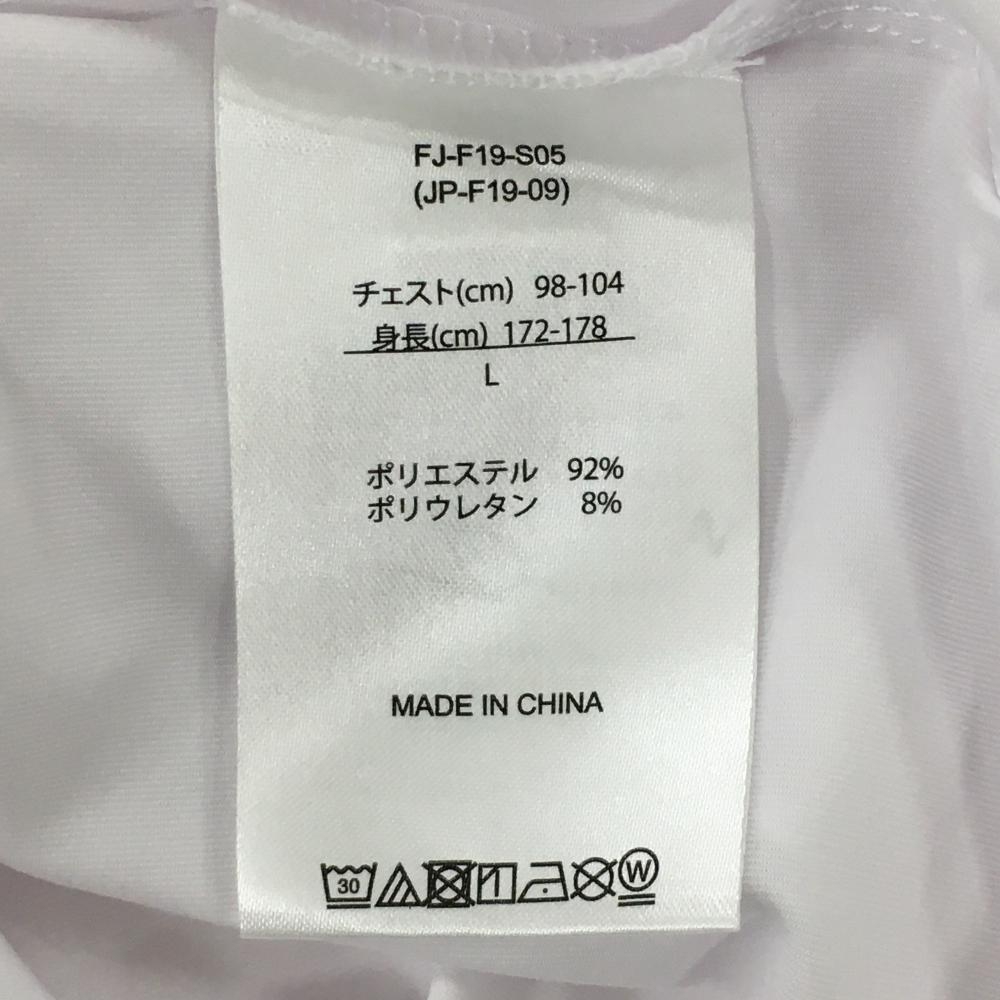 FJ-F19-S05
(JP-F19-09)
チェスト(cm) 98-104
身長(cm) 172-178
L
ポリエステル 92%
ポリウレタン 8%
MADE IN CHINA
30 W